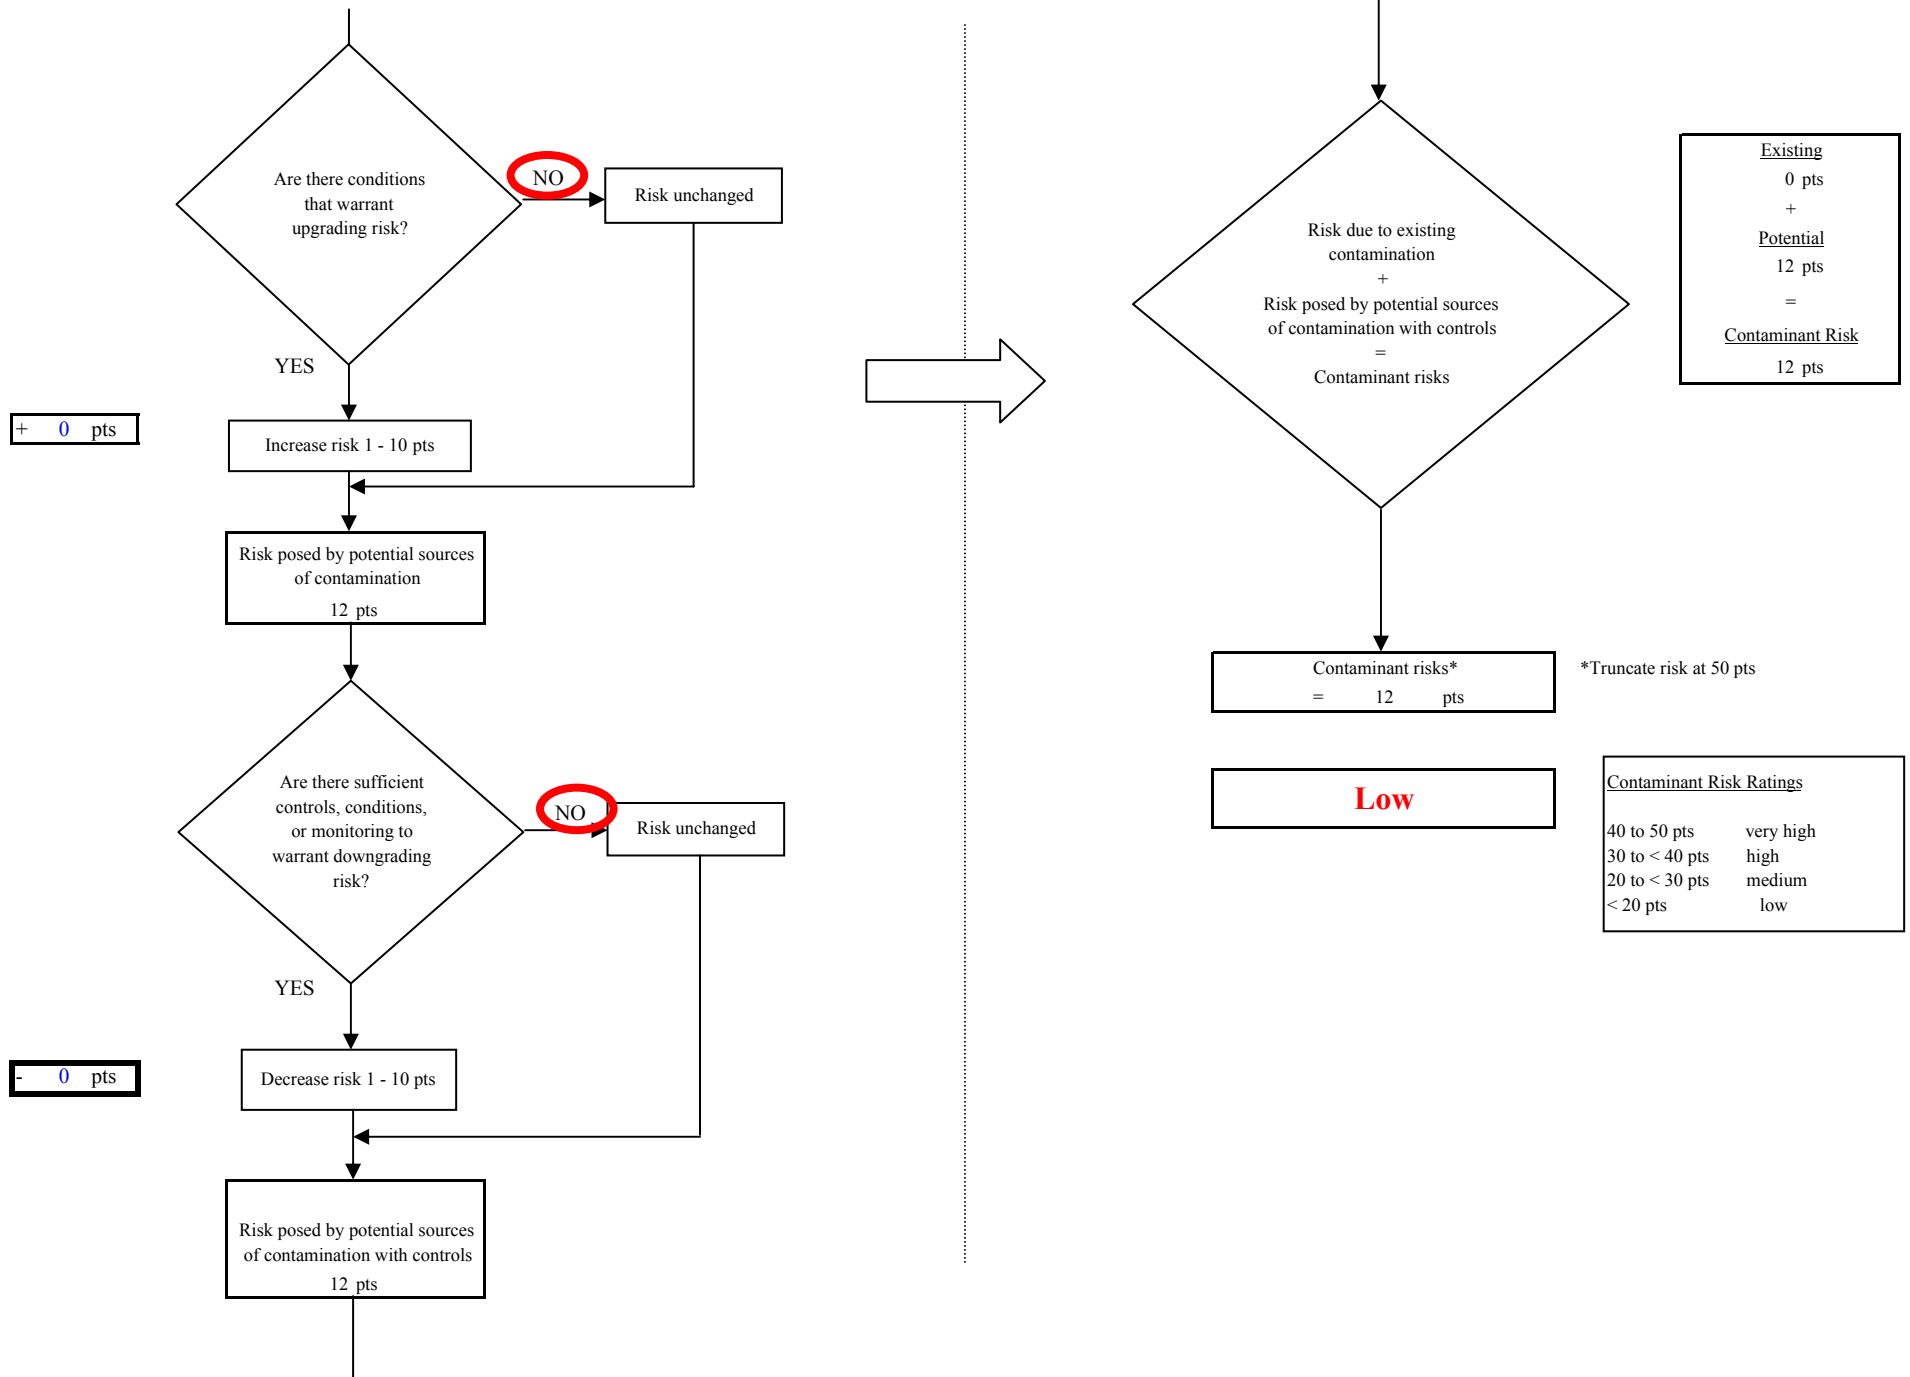 Are there conditions
that warrant
upgrading risk?
NO
Risk unchanged
YES
+ 0 pts
Increase risk 1 - 10 pts
Risk posed by potential sources
of contamination
12 pts
Are there sufficient
controls, conditions,
or monitoring to
warrant downgrading
risk?
NO
Risk unchanged
YES
- 0 pts
Decrease risk 1 - 10 pts
Risk posed by potential sources
of contamination with controls
12 pts
Risk due to existing
contamination
+
Risk posed by potential sources
of contamination with controls
=
Contaminant risks
Existing
0 pts
+
Potential
12 pts
=
Contaminant Risk
12 pts
Contaminant risks*
= 12 pts
*Truncate risk at 50 pts
Low
Contaminant Risk Ratings
40 to 50 pts very high
30 to < 40 pts high
20 to < 30 pts medium
< 20 pts low